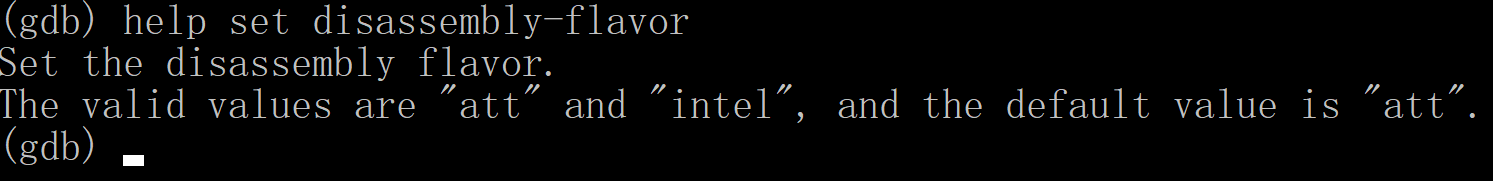 (gdb) help set disassembly-flavor
Set the disassembly flavor.
The valid values are "att" and "intel", and the default value is "att".
(gdb)